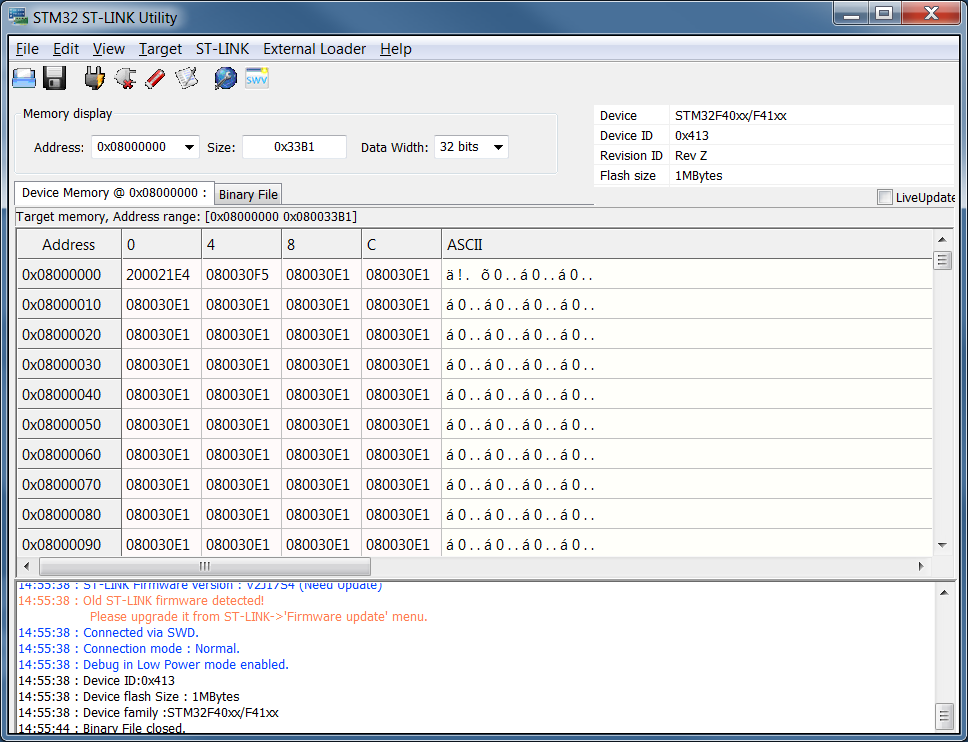 STM32 ST-LINK Utility
File Edit View Target ST-LINK External Loader Help
SWV
Memory display
Address: 0x08000000 Size: 0x33B1 Data Width: 32 bits
Device STM32F40xx/F41xx
Device ID 0x413
Revision ID Rev Z
Flash size 1MBytes
LiveUpdate
Device Memory @ 0x08000000 : Binary File
Target memory, Address range: [0x08000000 0x080033B1]
Address 0 4 8 C ASCII
0x08000000 200021E4 080030F5 080030E1 080030E1 ä!. õ0..á0..á0..
0x08000010 080030E1 080030E1 080030E1 080030E1 á0..á0..á0..á0..
0x08000020 080030E1 080030E1 080030E1 080030E1 á0..á0..á0..á0..
0x08000030 080030E1 080030E1 080030E1 080030E1 á0..á0..á0..á0..
0x08000040 080030E1 080030E1 080030E1 080030E1 á0..á0..á0..á0..
0x08000050 080030E1 080030E1 080030E1 080030E1 á0..á0..á0..á0..
0x08000060 080030E1 080030E1 080030E1 080030E1 á0..á0..á0..á0..
0x08000070 080030E1 080030E1 080030E1 080030E1 á0..á0..á0..á0..
0x08000080 080030E1 080030E1 080030E1 080030E1 á0..á0..á0..á0..
0x08000090 080030E1 080030E1 080030E1 080030E1 á0..á0..á0..á0..
14:55:38 : ST-LINK Firmware version : V2J17S4 (Need Update)
14:55:38 : Old ST-LINK firmware detected!
Please upgrade it from ST-LINK->'Firmware update' menu.
14:55:38 : Connected via SWD.
14:55:38 : Connection mode : Normal.
14:55:38 : Debug in Low Power mode enabled.
14:55:38 : Device ID:0x413
14:55:38 : Device flash Size : 1MBytes
14:55:38 : Device family :STM32F40xx/F41xx
14:55:44 : Binary File closed.